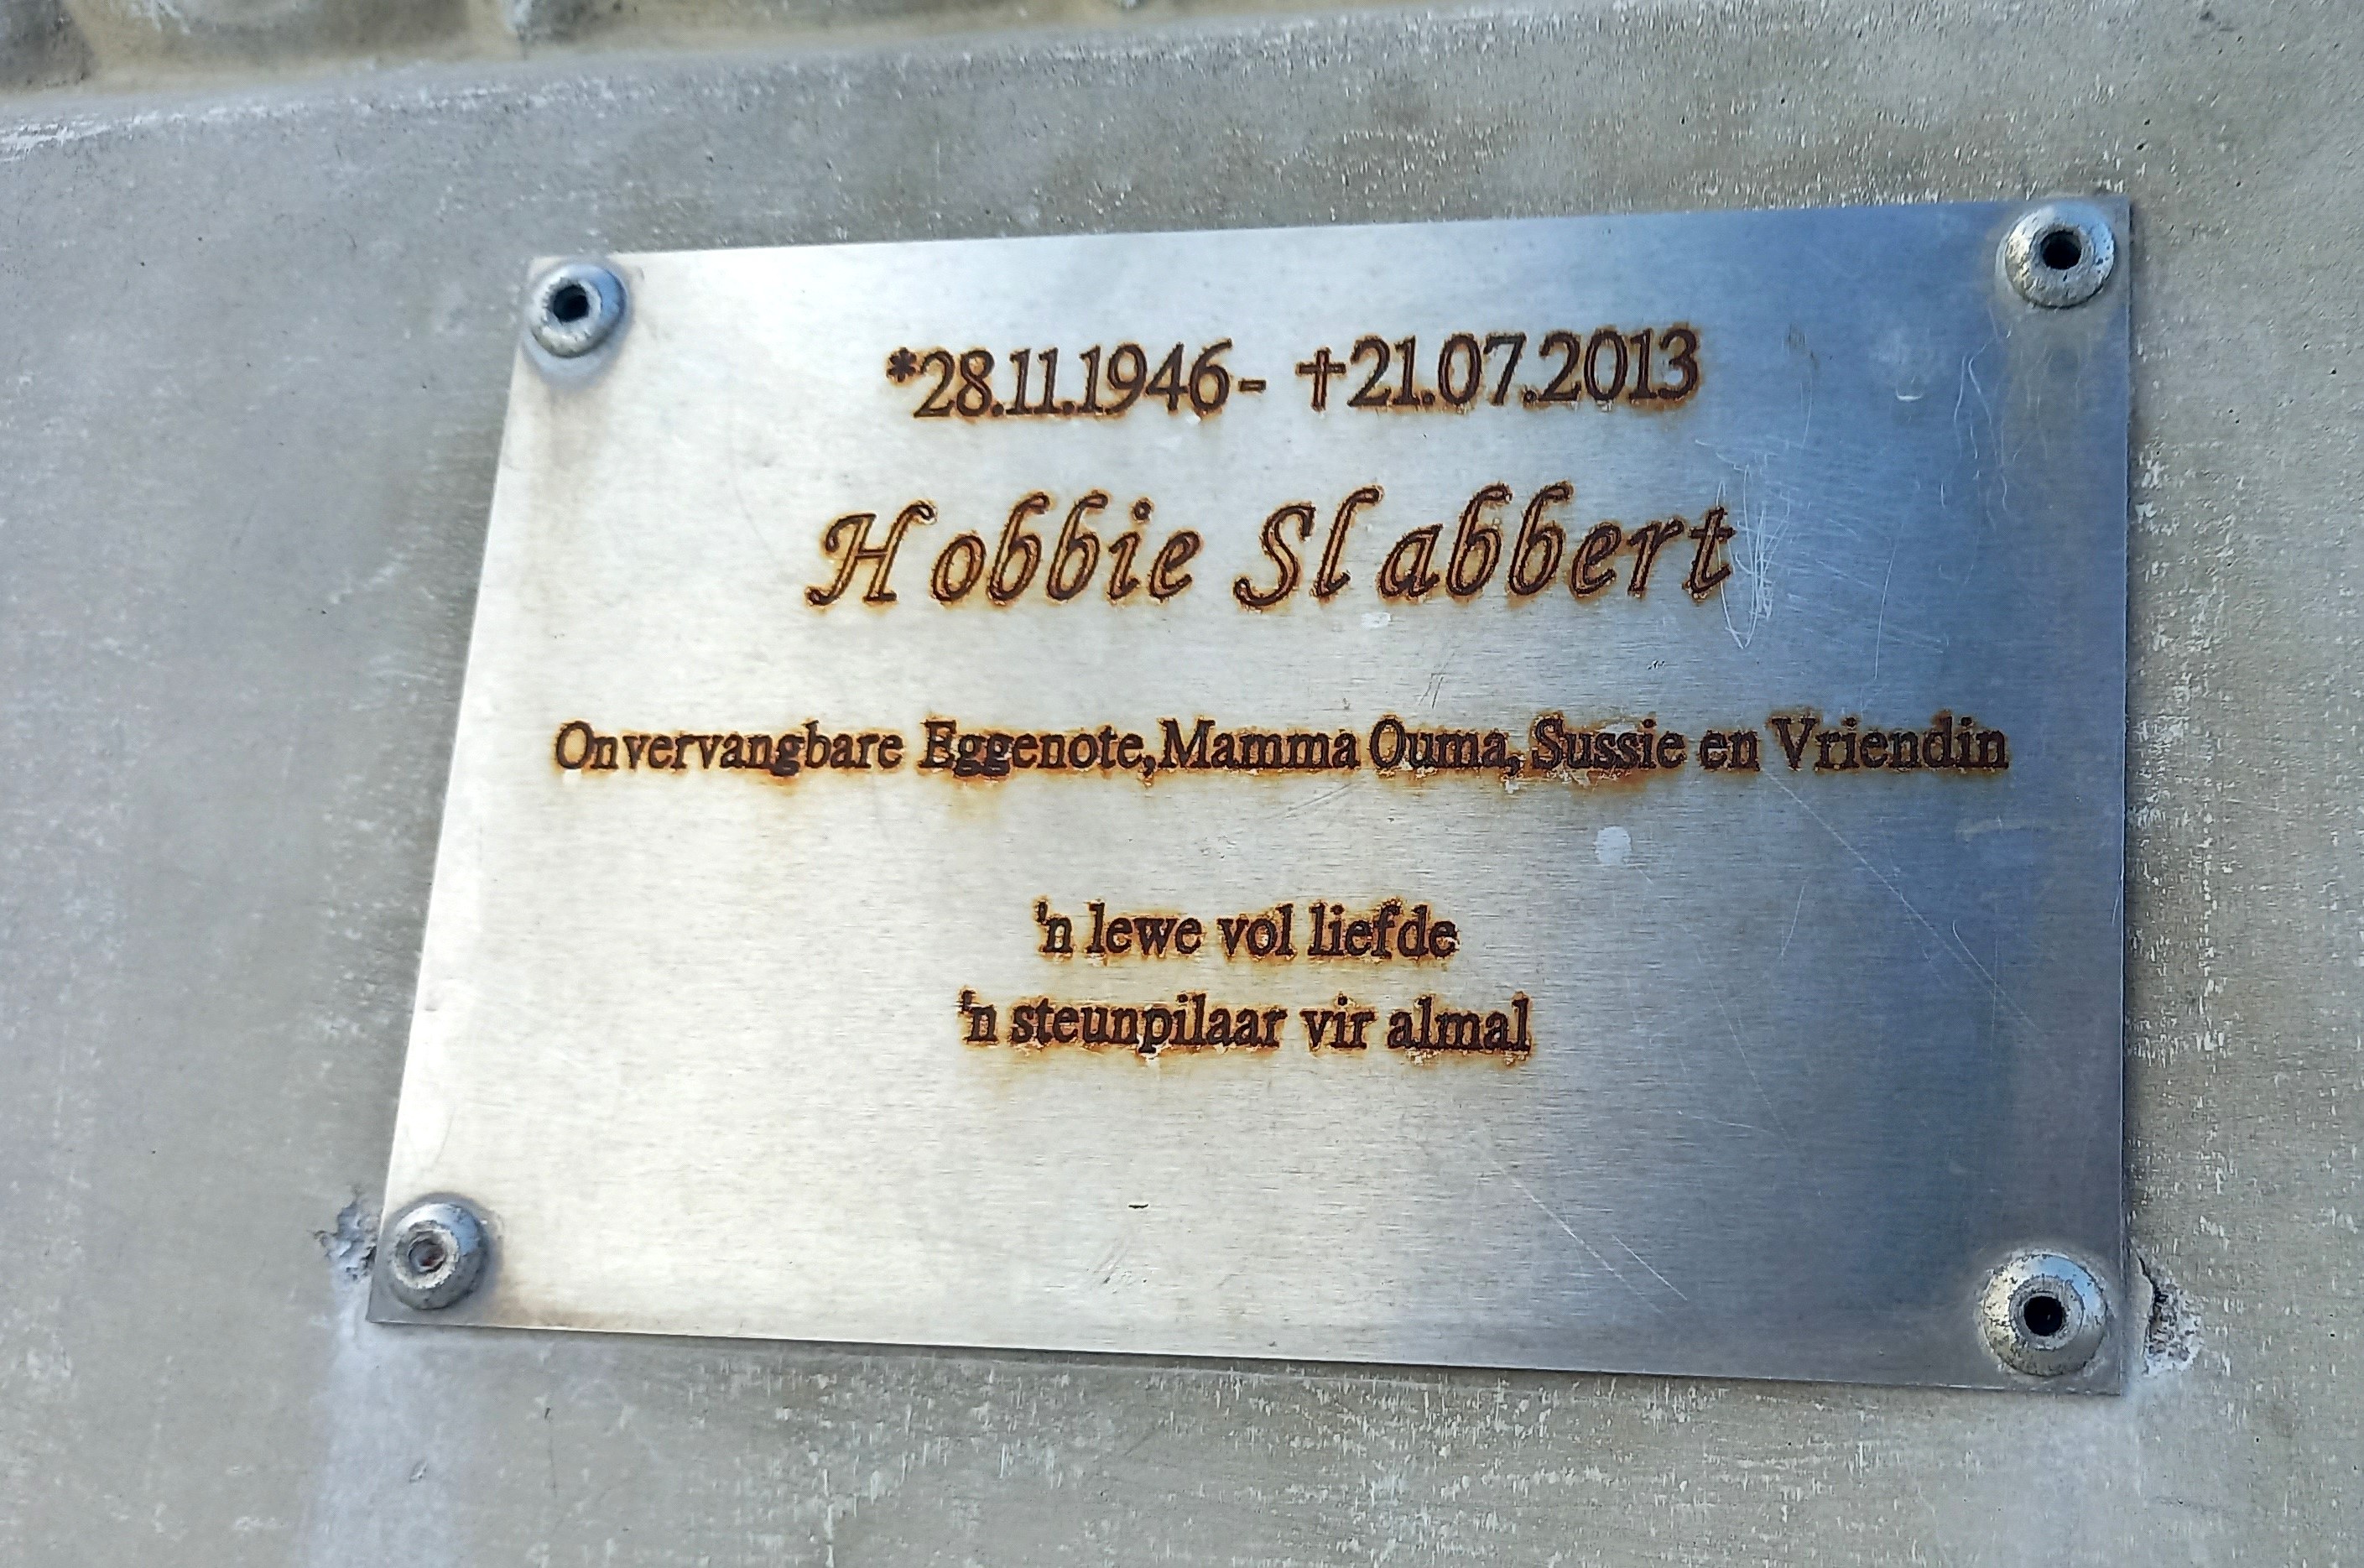 *28.11.1946- †21.07.2013
Hobbie Slabbert
Onvervangbare Eggenote,Mamma Ouma, Sussie en Vriendin
'n lewe vol liefde
'n steunpilaar vir almal